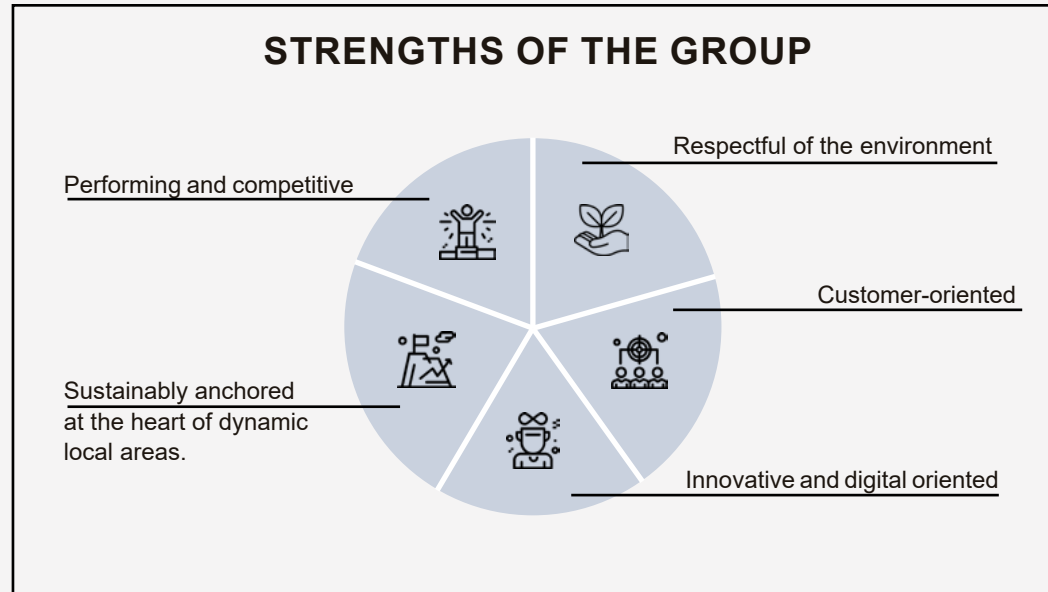 STRENGTHS OF THE GROUP
Respectful of the environment
Performing and competitive
Customer-oriented
Sustainably anchored
at the heart of dynamic
local areas.
Innovative and digital oriented